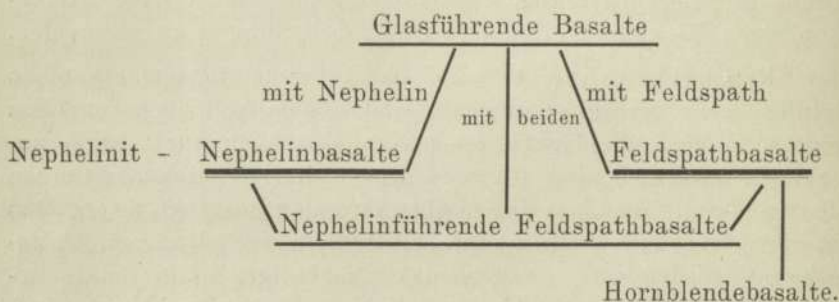 Glasführende Basalte
mit Nephelin mit beiden mit Feldspath
Nephelinit - Nephelinbasalte Feldspathbasalte
Nephelinführende Feldspathbasalte
Hornblendebasalte.